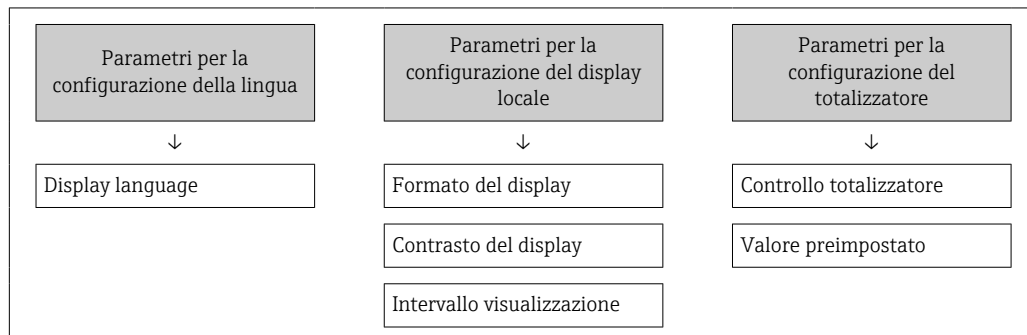 Parametri per la
configurazione della lingua
↓
Display language
Parametri per la
configurazione del display
locale
↓
Formato del display
Contrasto del display
Intervallo visualizzazione
Parametri per la
configurazione del
totalizzatore
↓
Controllo totalizzatore
Valore preimpostato